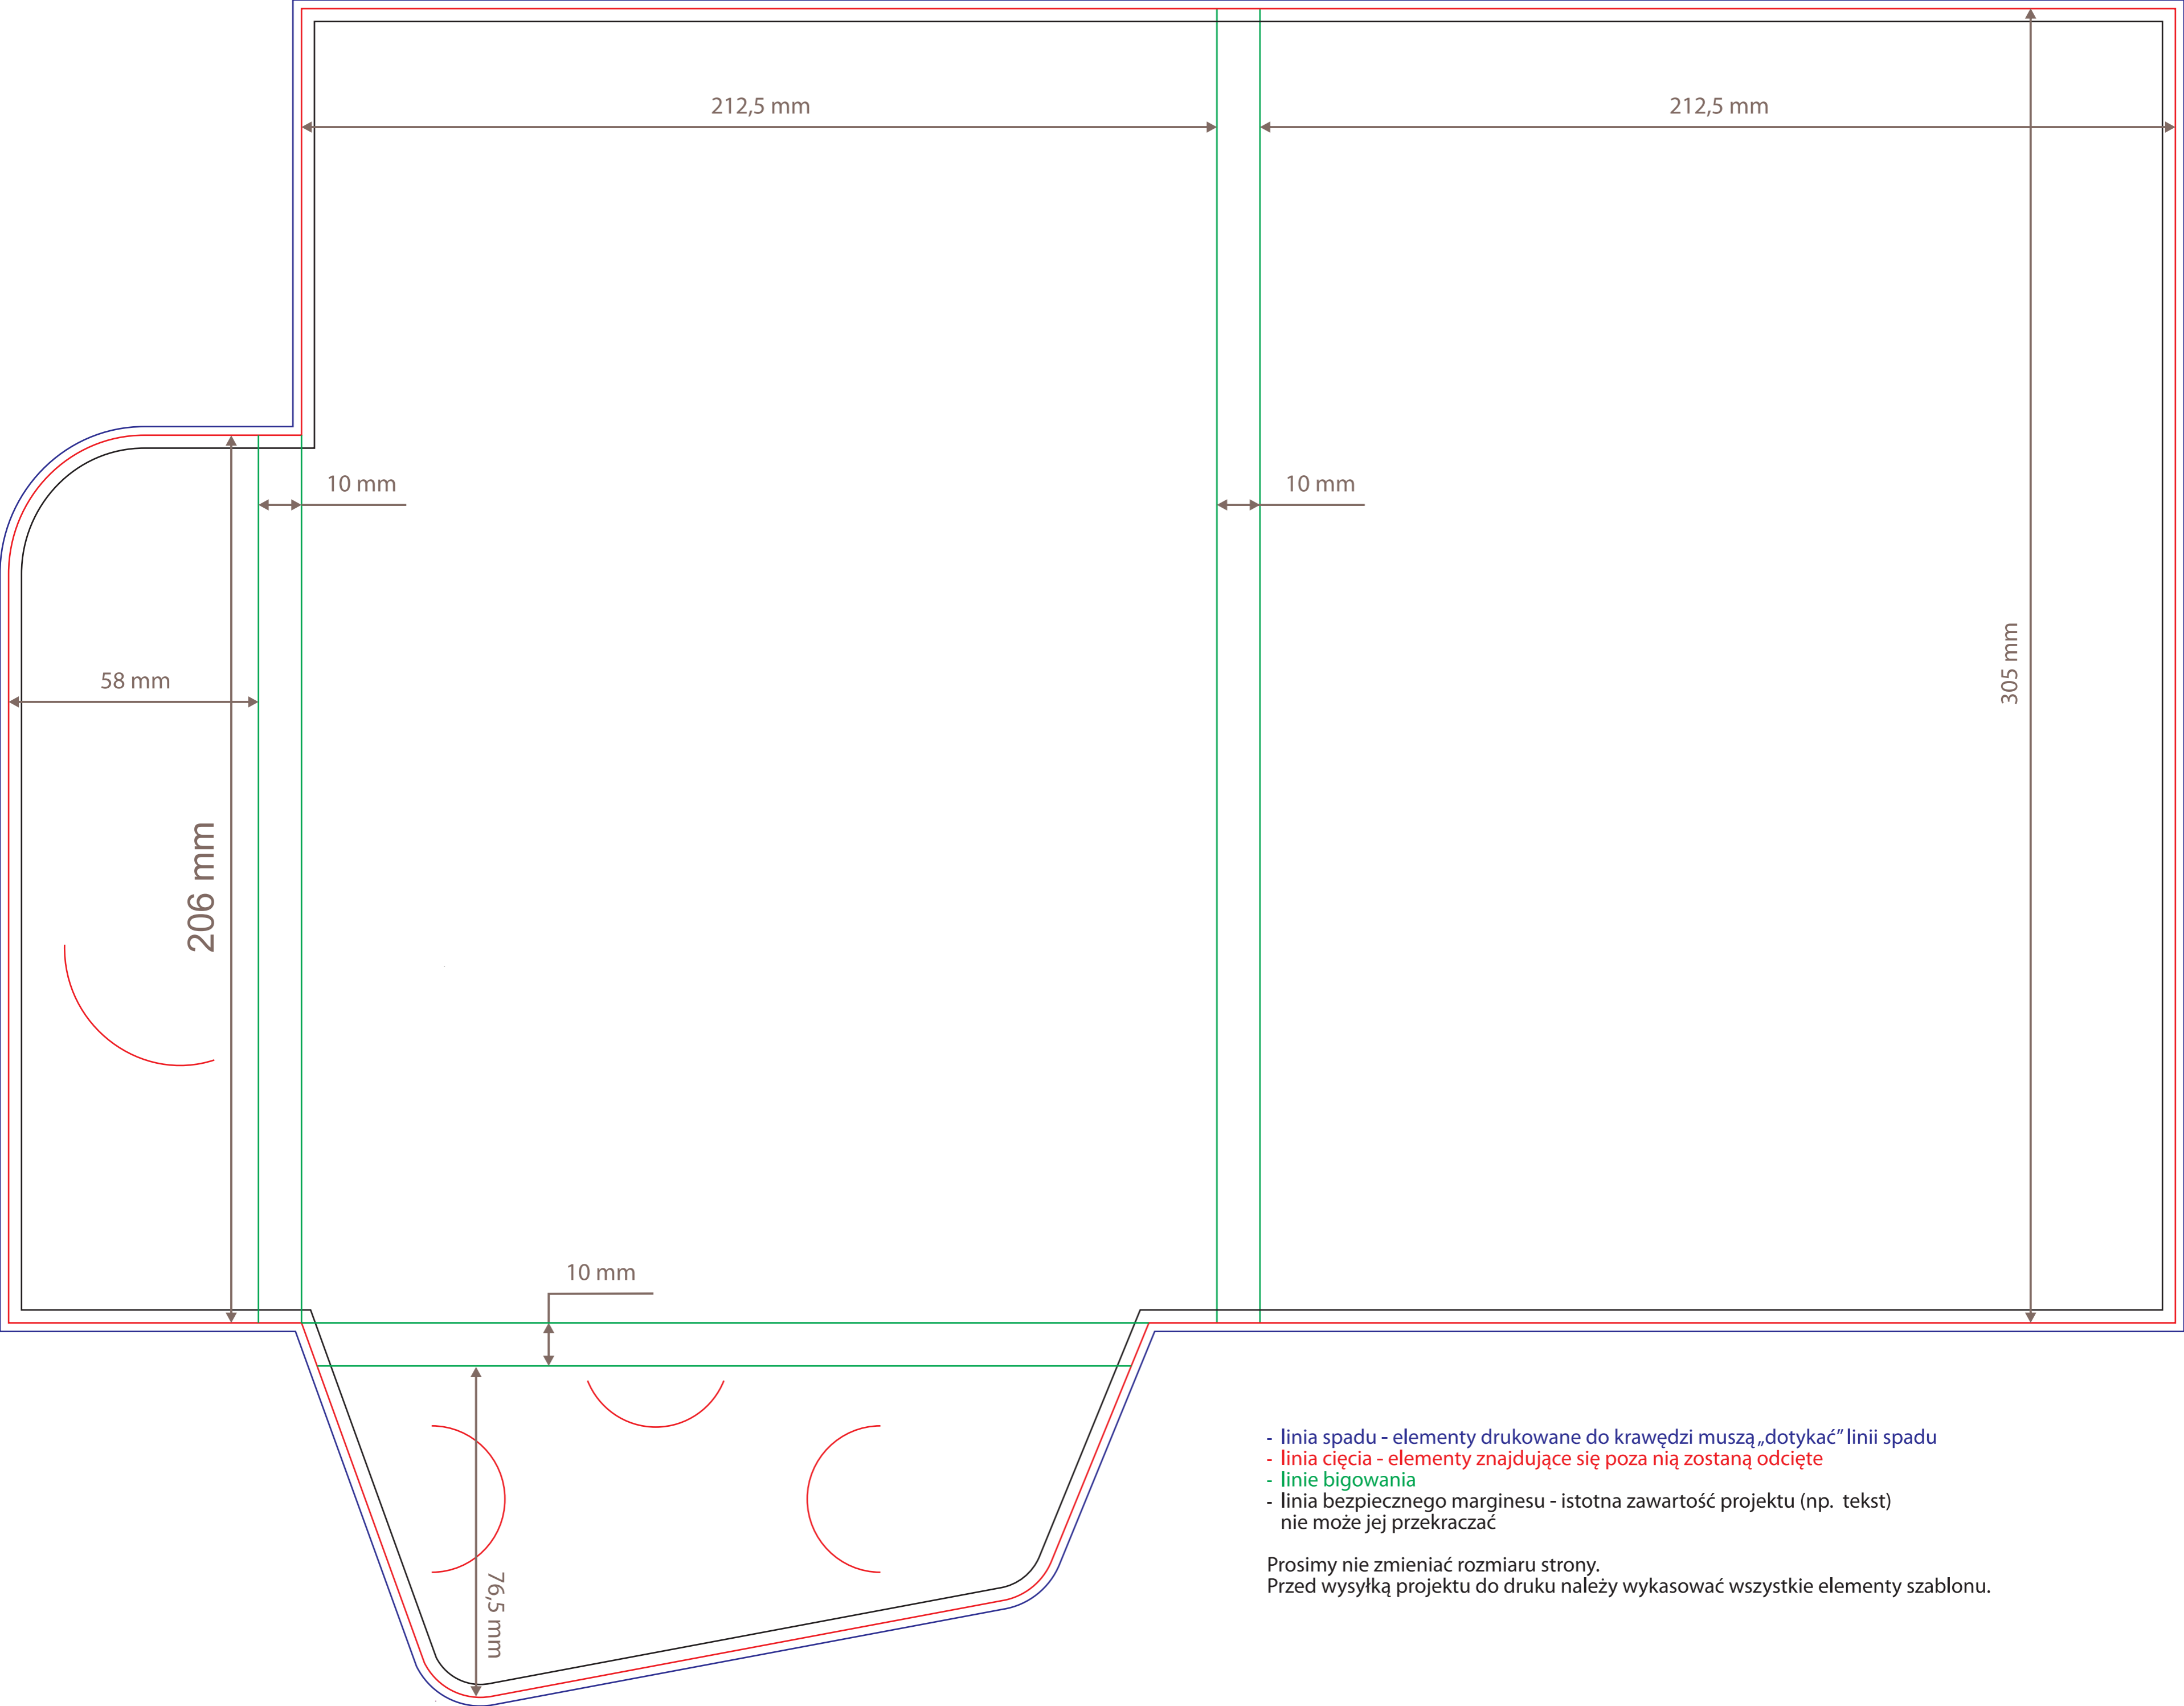 212,5 mm
212,5 mm
10 mm
10 mm
58 mm
305 mm
206 mm
10 mm
76,5 mm
- linia spadu - elementy drukowane do krawędzi muszą „dotykać” linii spadu
- linia cięcia - elementy znajdujące się poza nią zostaną odcięte
- linie bigowania
- linia bezpiecznego marginesu - istotna zawartość projektu (np. tekst)
nie może jej przekraczać
Prosimy nie zmieniać rozmiaru strony.
Przed wysyłką projektu do druku należy wykasować wszystkie elementy szablonu.